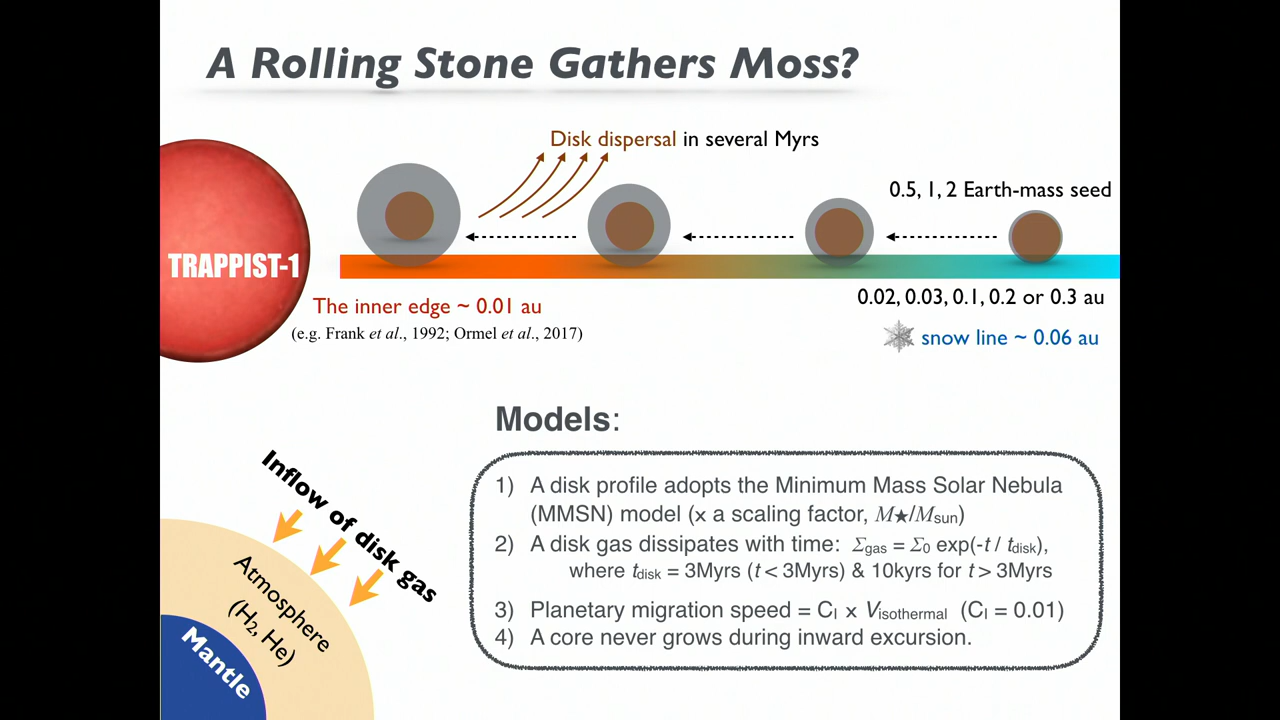 A Rolling Stone Gathers Moss?
Disk dispersal in several Myrs
0.5, 1, 2 Earth-mass seed
TRAPPIST-1
The inner edge ~ 0.01 au
(e.g. Frank et al., 1992; Ormel et al., 2017)
0.02, 0.03, 0.1, 0.2 or 0.3 au
snow line ~ 0.06 au
Models:
1) A disk profile adopts the Minimum Mass Solar Nebula
(MMSN) model (x a scaling factor, M★/Msun)
2) A disk gas dissipates with time: Σgas = Σ0 exp(-t / tdisk),
where tdisk = 3Myrs (t < 3Myrs) & 10kyrs for t > 3Myrs
3) Planetary migration speed = CI x Visothermal (CI = 0.01)
4) A core never grows during inward excursion.
Inflow of disk gas
Atmosphere
(H2, He)
Mantle